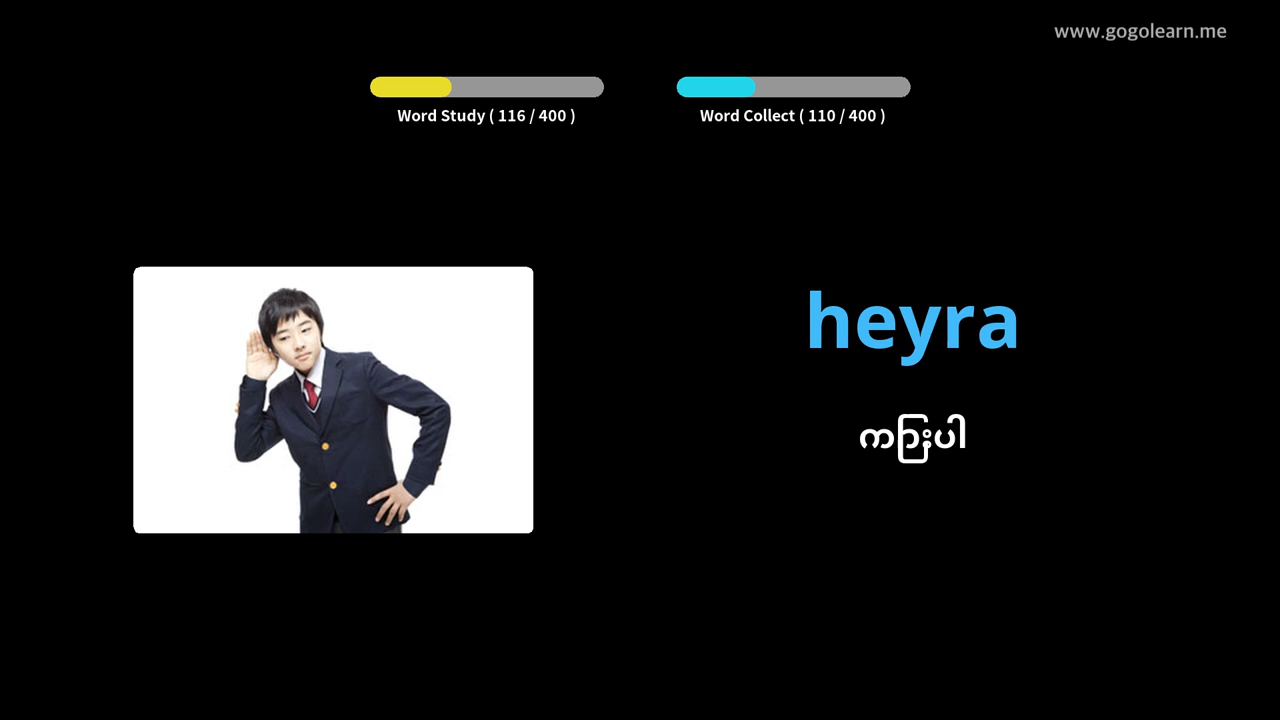 www.gogolearn.me
Word Study ( 116 / 400 )
Word Collect ( 110 / 400 )
heyra
ကြားပါ